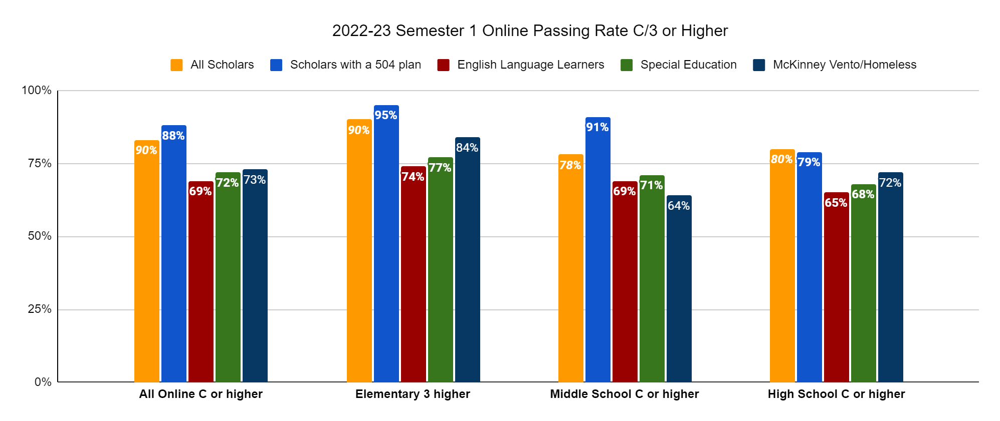 2022-23 Semester 1 Online Passing Rate C/3 or Higher
All Scholars Scholars with a 504 plan English Language Learners Special Education McKinney Vento/Homeless
100%
75%
50%
25%
0%
90% 88% 69% 72% 73%
90% 95% 74% 77% 84%
78% 91% 69% 71% 64%
80% 79% 65% 68% 72%
All Online C or higher Elementary 3 higher Middle School C or higher High School C or higher